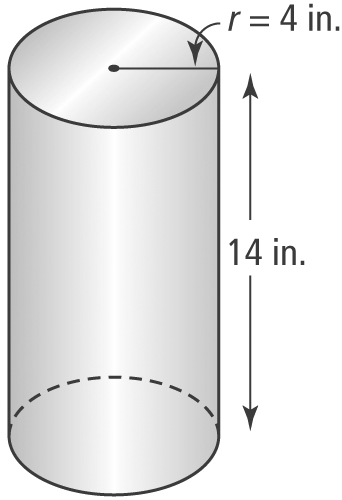 r = 4 in.
14 in.